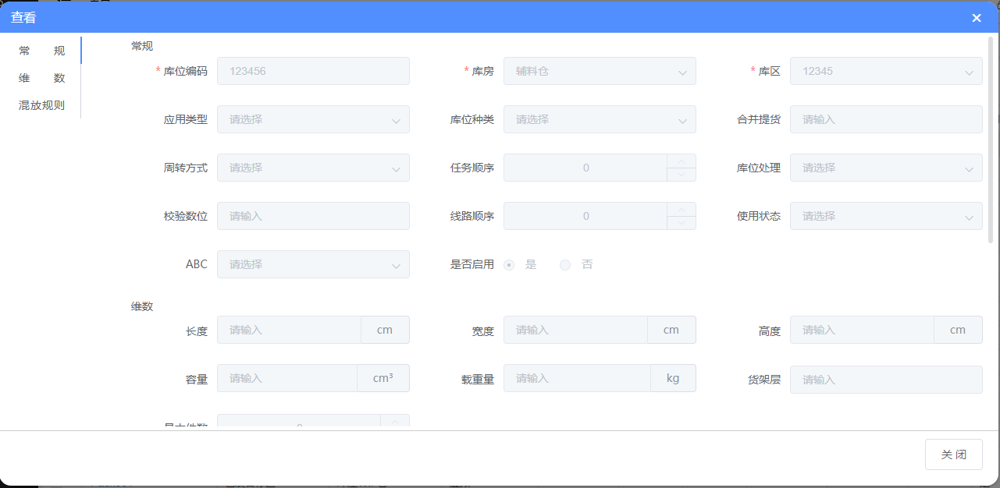 查看
常 规
维 数
混放规则
常规
* 库位编码 123456 * 库房 辅料仓 * 库区 12345
应用类型 请选择 库位种类 请选择 合并提货 请输入
周转方式 请选择 任务顺序 0 库位处理 请选择
校验数位 请输入 线路顺序 0 使用状态 请选择
ABC 请选择 是否启用 是 否
维数
长度 请输入 cm 宽度 请输入 cm 高度 请输入 cm
容量 请输入 cm³ 载重量 请输入 kg 货架层 请输入
关 闭